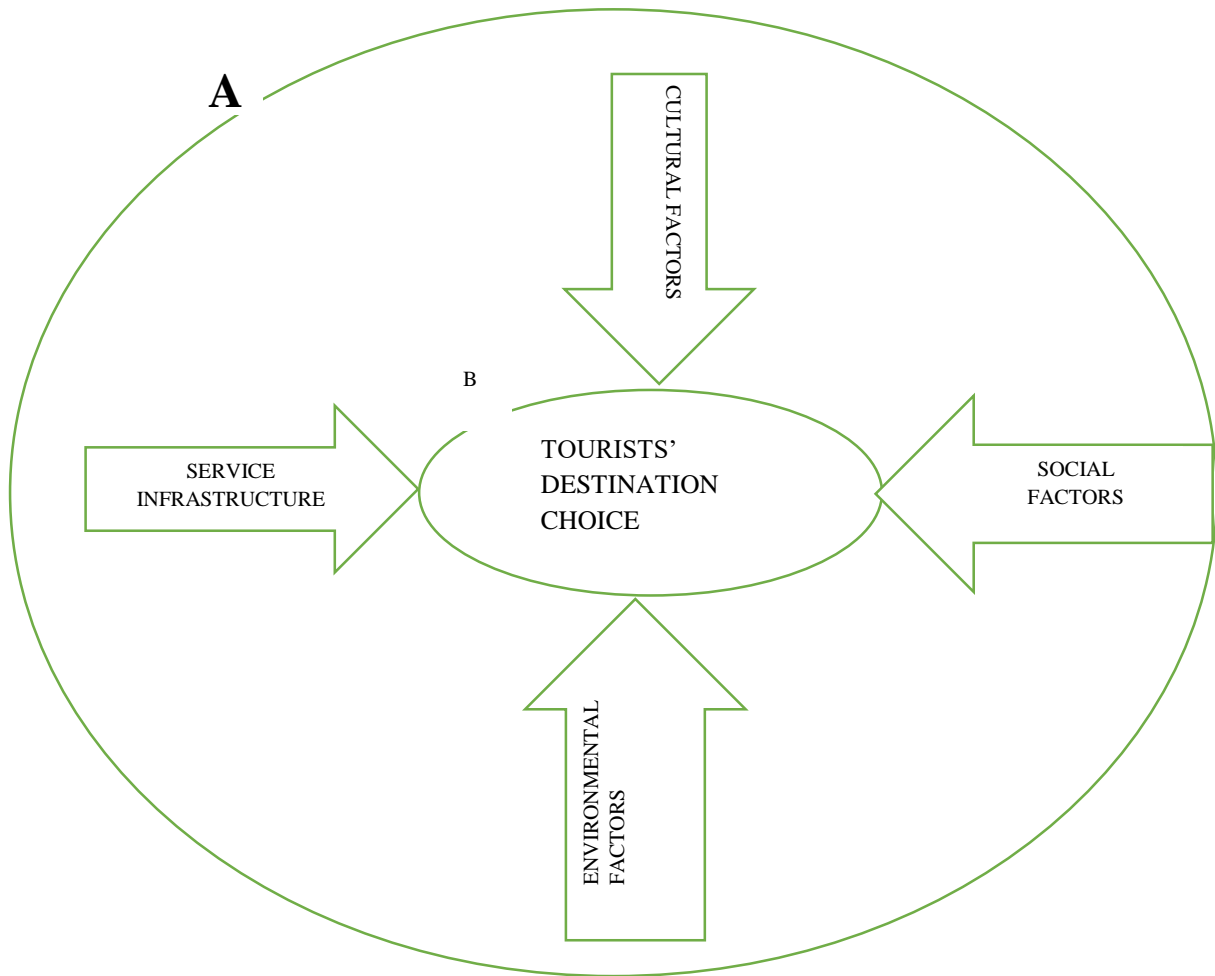 A
CULTURAL FACTORS
B
TOURISTS’
DESTINATION
CHOICE
SERVICE
INFRASTRUCTURE
SOCIAL
FACTORS
ENVIRONMENTAL
FACTORS